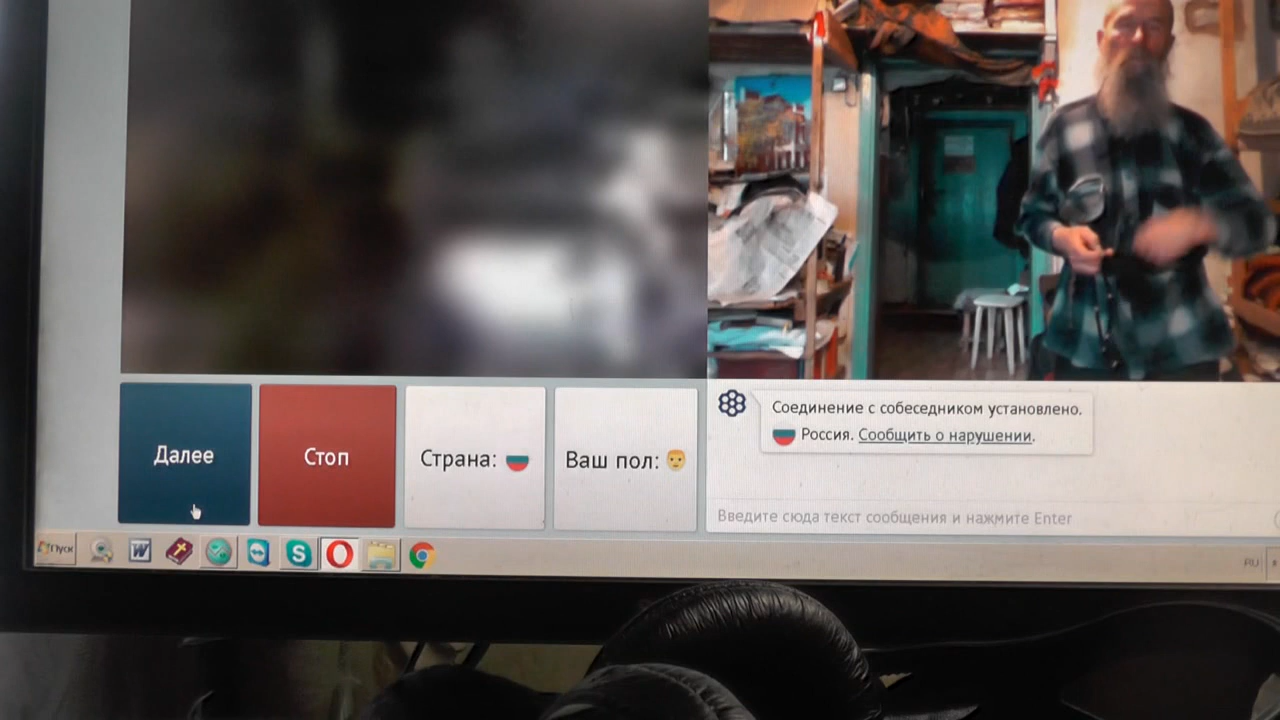 Далее
Стоп
Страна:
Ваш пол:
Соединение с собеседником установлено.
Россия. Сообщить о нарушении.
Введите сюда текст сообщения и нажмите Enter
Пуск
RU